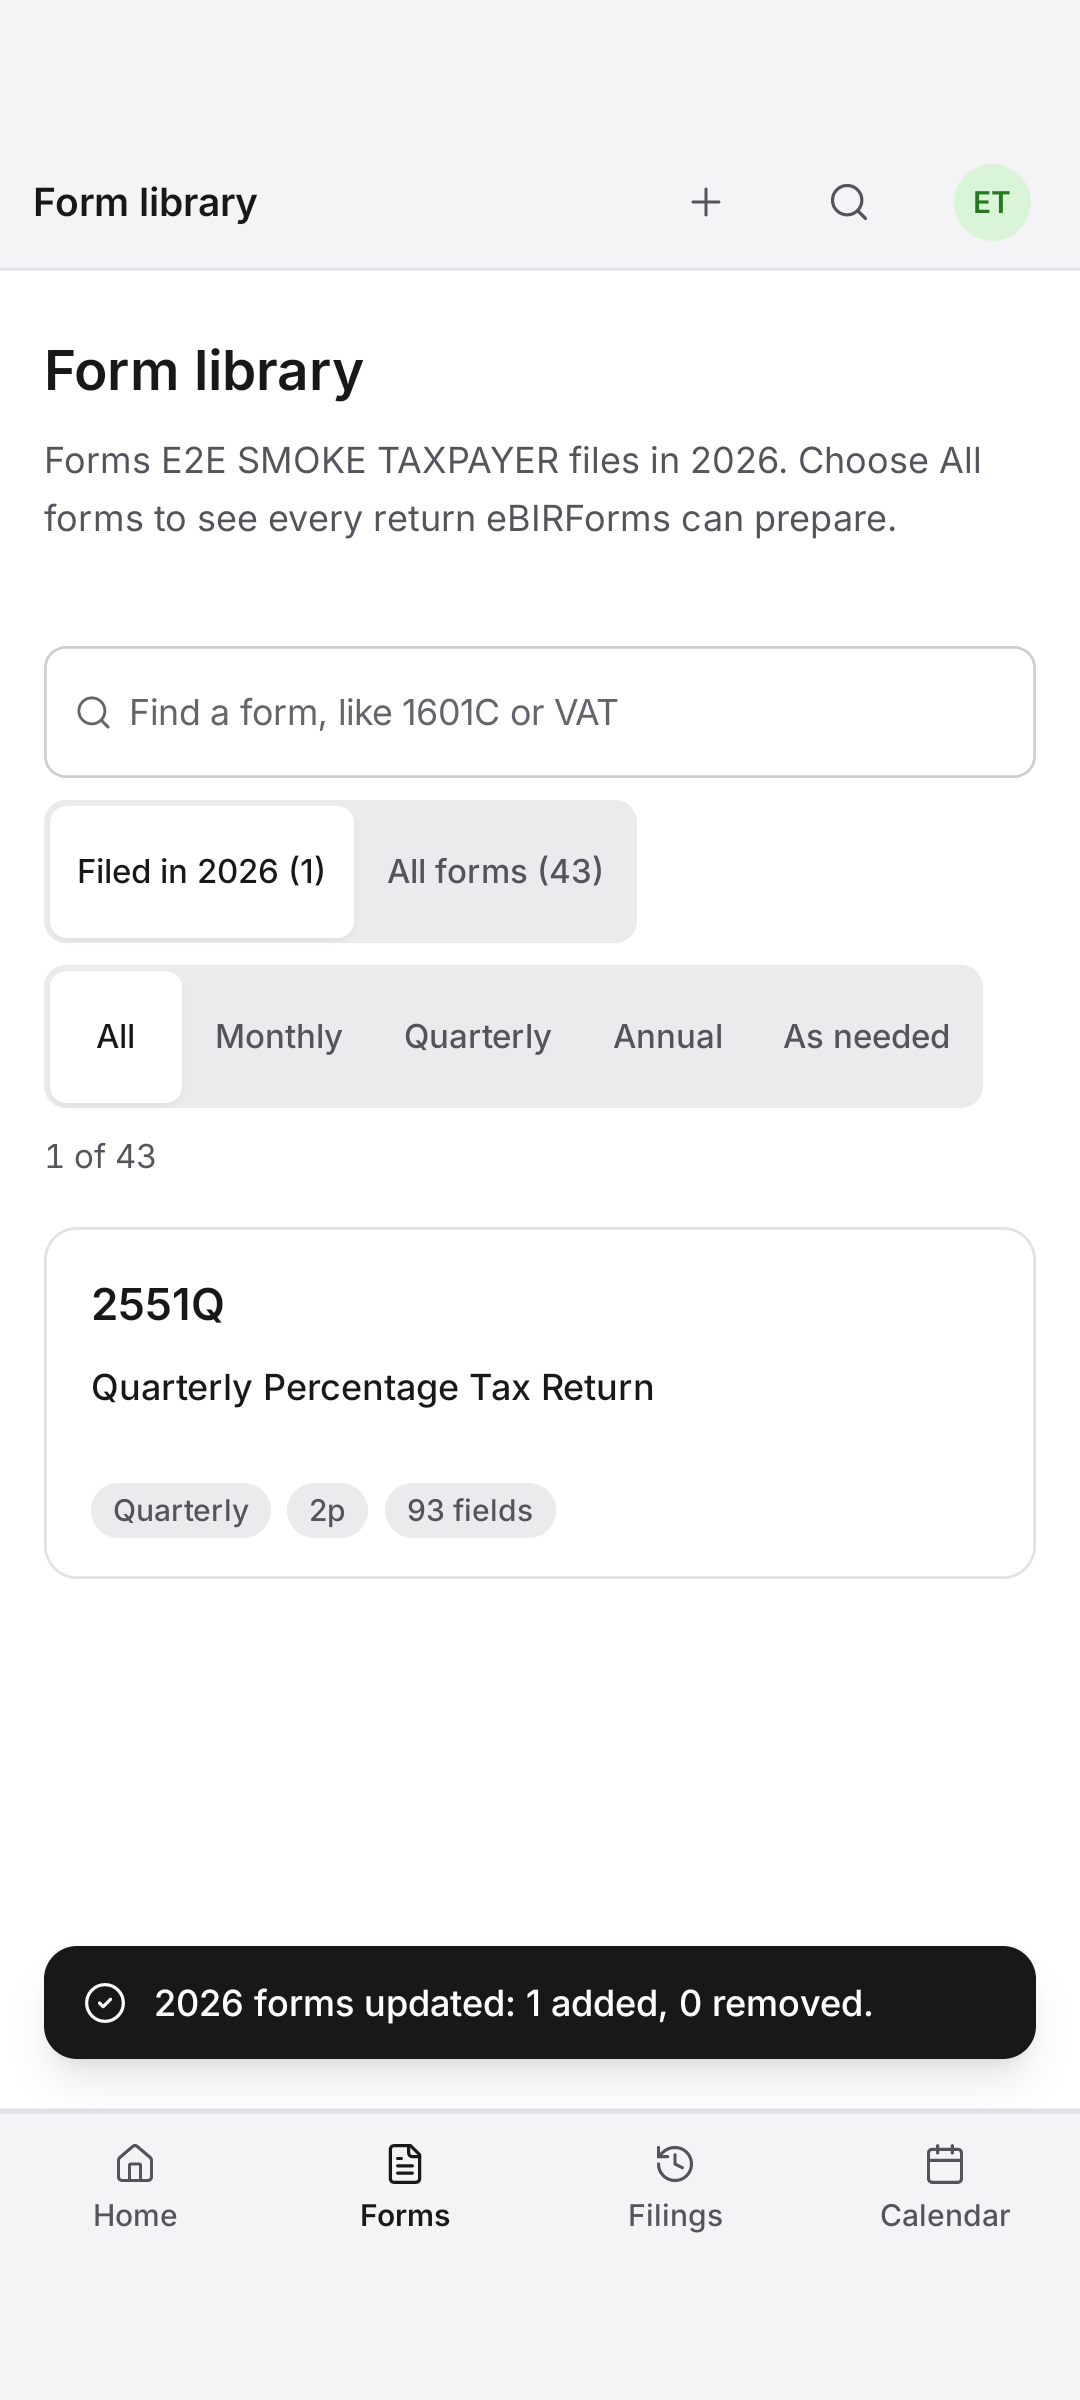 Form library
ET
Form library
Forms E2E SMOKE TAXPAYER files in 2026. Choose All
forms to see every return eBIRForms can prepare.
Find a form, like 1601C or VAT
Filed in 2026 (1)
All forms (43)
All
Monthly
Quarterly
Annual
As needed
1 of 43
2551Q
Quarterly Percentage Tax Return
Quarterly
2p
93 fields
2026 forms updated: 1 added, 0 removed.
Home
Forms
Filings
Calendar